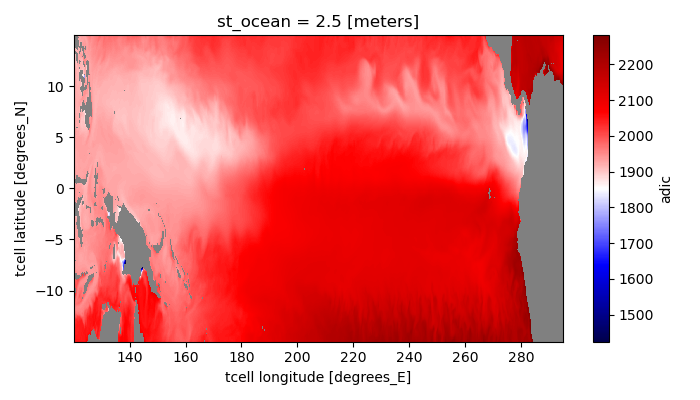 st_ocean = 2.5 [meters]
10
5
0
−5
−10
tcell latitude [degrees_N]
140 160 180 200 220 240 260 280
tcell longitude [degrees_E]
2200
2100
2000
1900
1800
1700
1600
1500
adic